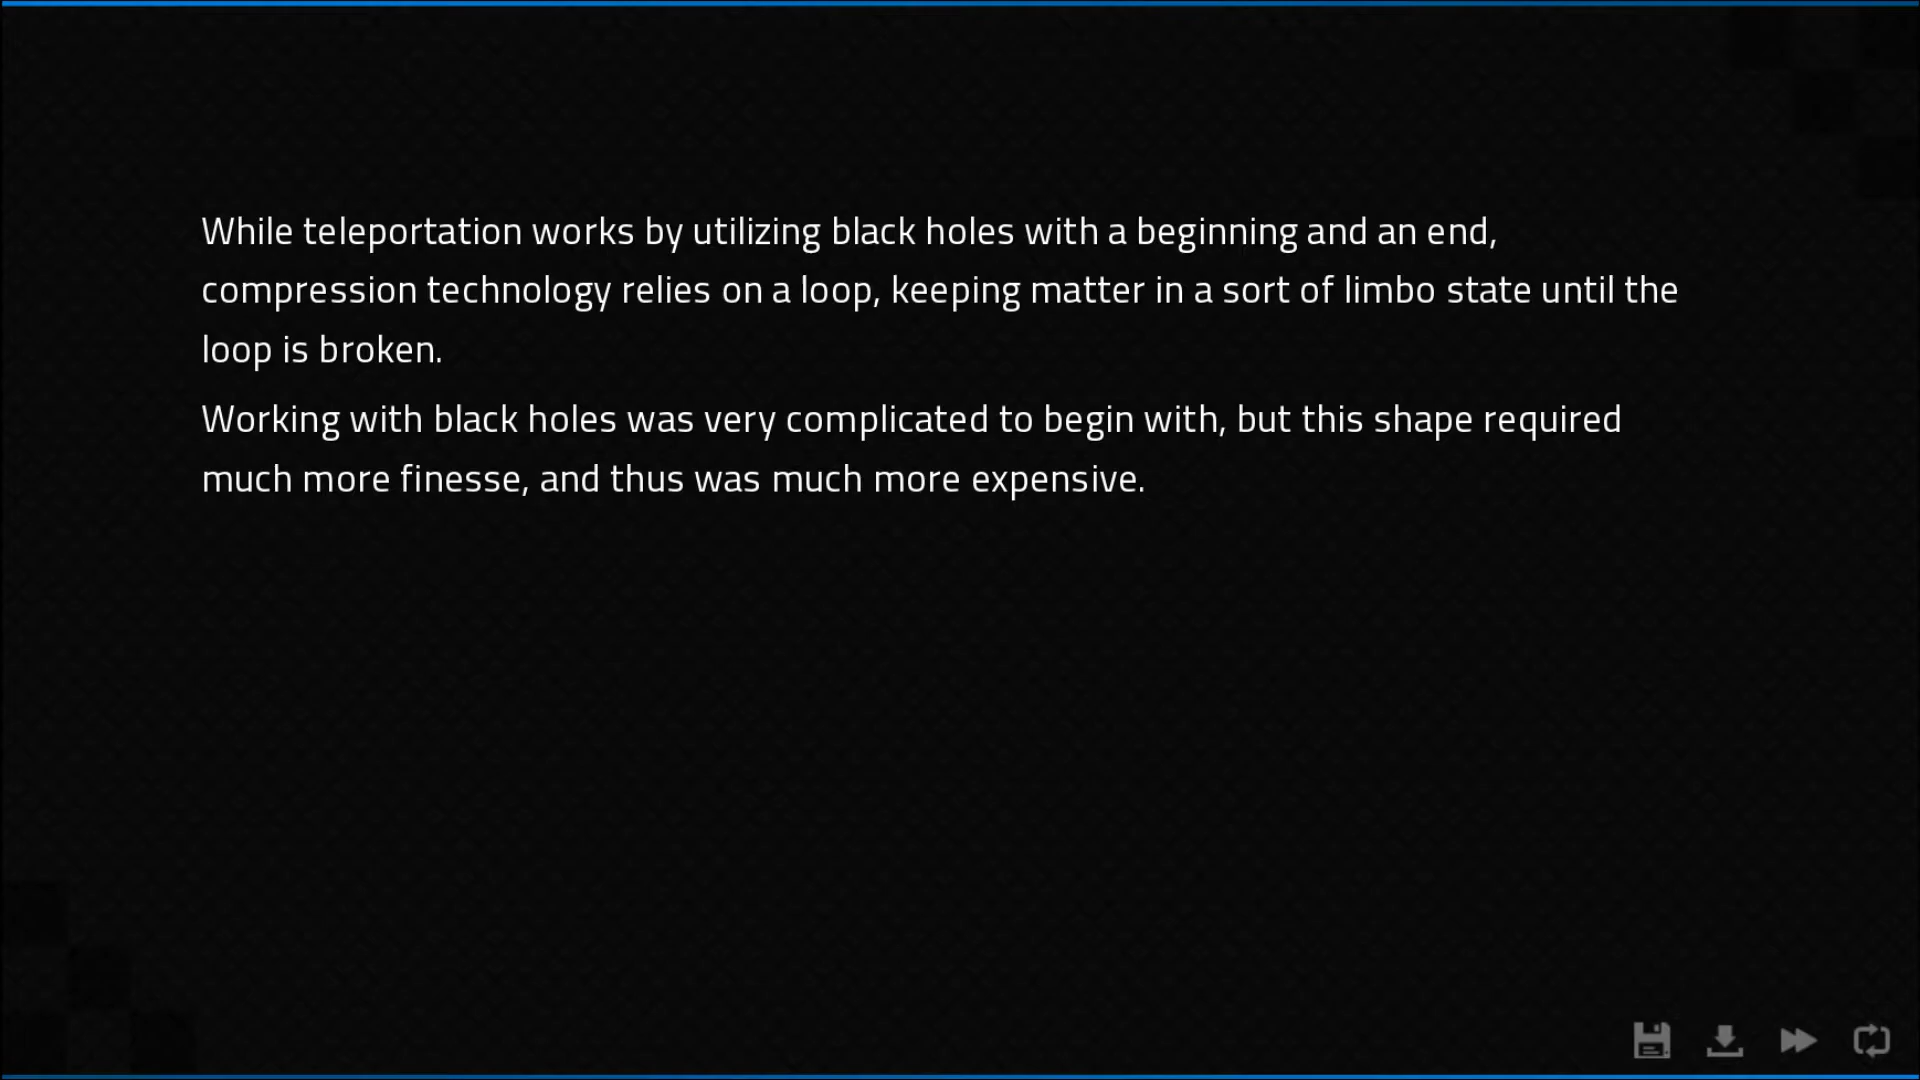 While teleportation works by utilizing black holes with a beginning and an end,
compression technology relies on a loop, keeping matter in a sort of limbo state until the
loop is broken.
Working with black holes was very complicated to begin with, but this shape required
much more finesse, and thus was much more expensive.